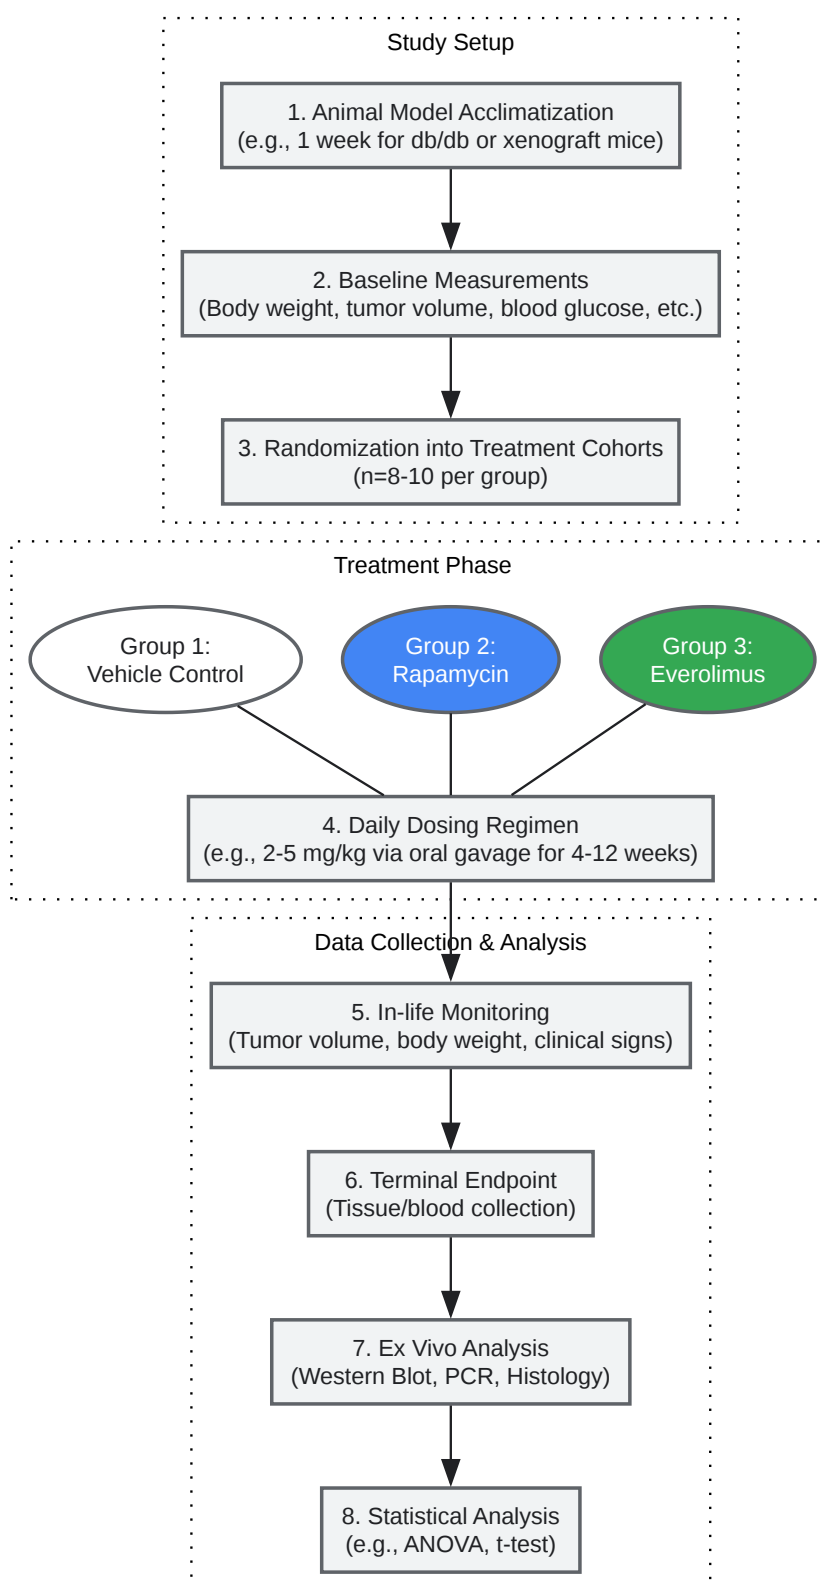 Study Setup
1. Animal Model Acclimatization
(e.g., 1 week for db/db or xenograft mice)
2. Baseline Measurements
(Body weight, tumor volume, blood glucose, etc.)
3. Randomization into Treatment Cohorts
(n=8-10 per group)
Treatment Phase
Group 1:
Vehicle Control
Group 2:
Rapamycin
Group 3:
Everolimus
4. Daily Dosing Regimen
(e.g., 2-5 mg/kg via oral gavage for 4-12 weeks)
Data Collection & Analysis
5. In-life Monitoring
(Tumor volume, body weight, clinical signs)
6. Terminal Endpoint
(Tissue/blood collection)
7. Ex Vivo Analysis
(Western Blot, PCR, Histology)
8. Statistical Analysis
(e.g., ANOVA, t-test)